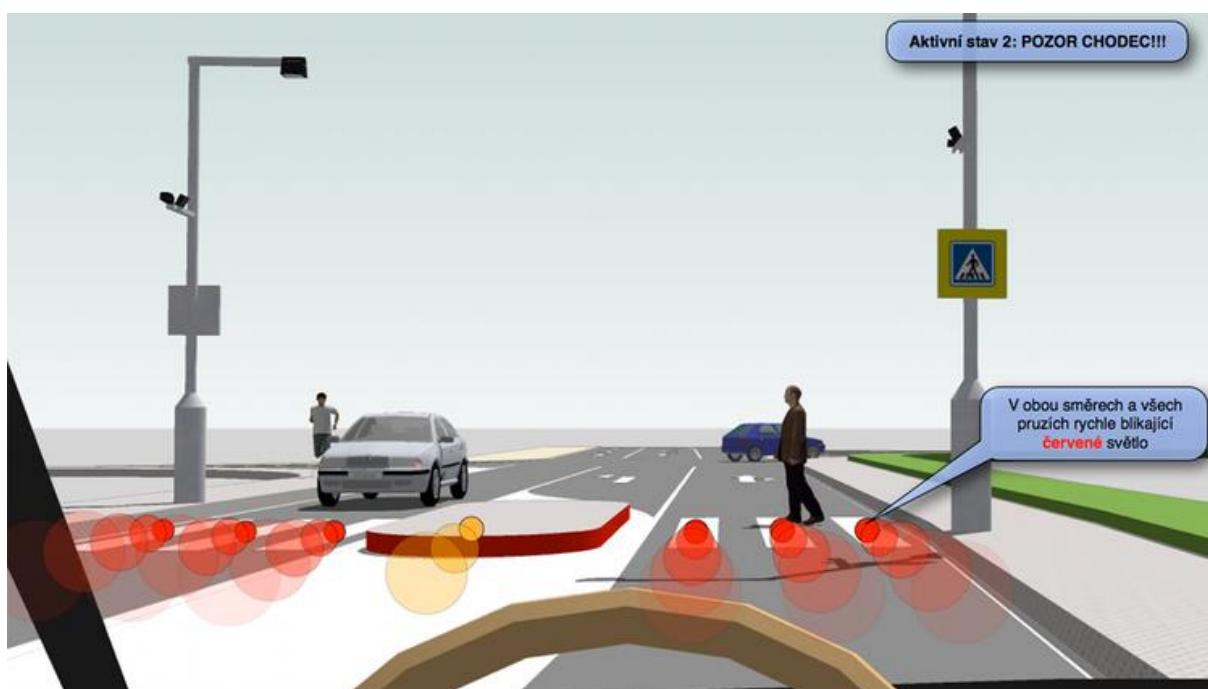 Aktivní stav 2: POZOR CHODEC!!!
V obou směrech a všech
pruzích rychle blikající
červené světlo